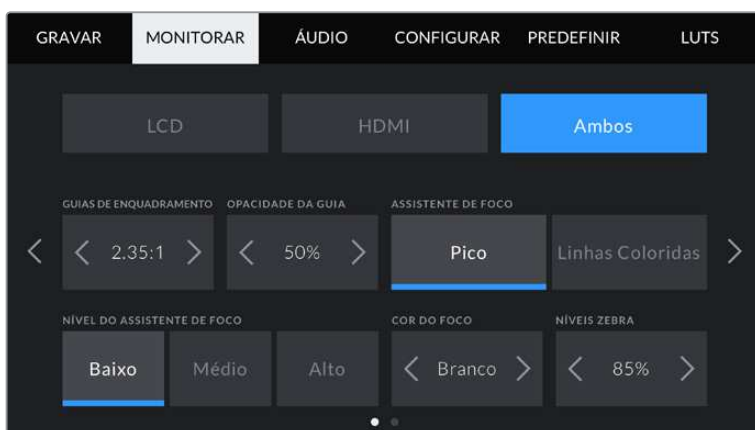 GRAVAR MONITORAR ÁUDIO CONFIGURAR PREDEFINIR LUTS
LCD HDMI Ambos
GUIAS DE ENQUADRAMENTO OPACIDADE DA GUIA ASSISTENTE DE FOCO
2.35:1 50% Pico Linhas Coloridas
NÍVEL DO ASSISTENTE DE FOCO COR DO FOCO NÍVEIS ZEBRA
Baixo Médio Alto Branco 85%